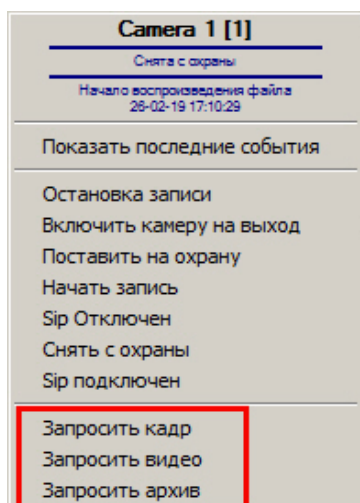 Camera 1 [1]
Снята с охраны
Начало воспроизведения файла
26-02-19 17:10:29
Показать последние события
Остановка записи
Включить камеру на выход
Поставить на охрану
Начать запись
Sip Отключен
Снять с охраны
Sip подключен
Запросить кадр
Запросить видео
Запросить архив